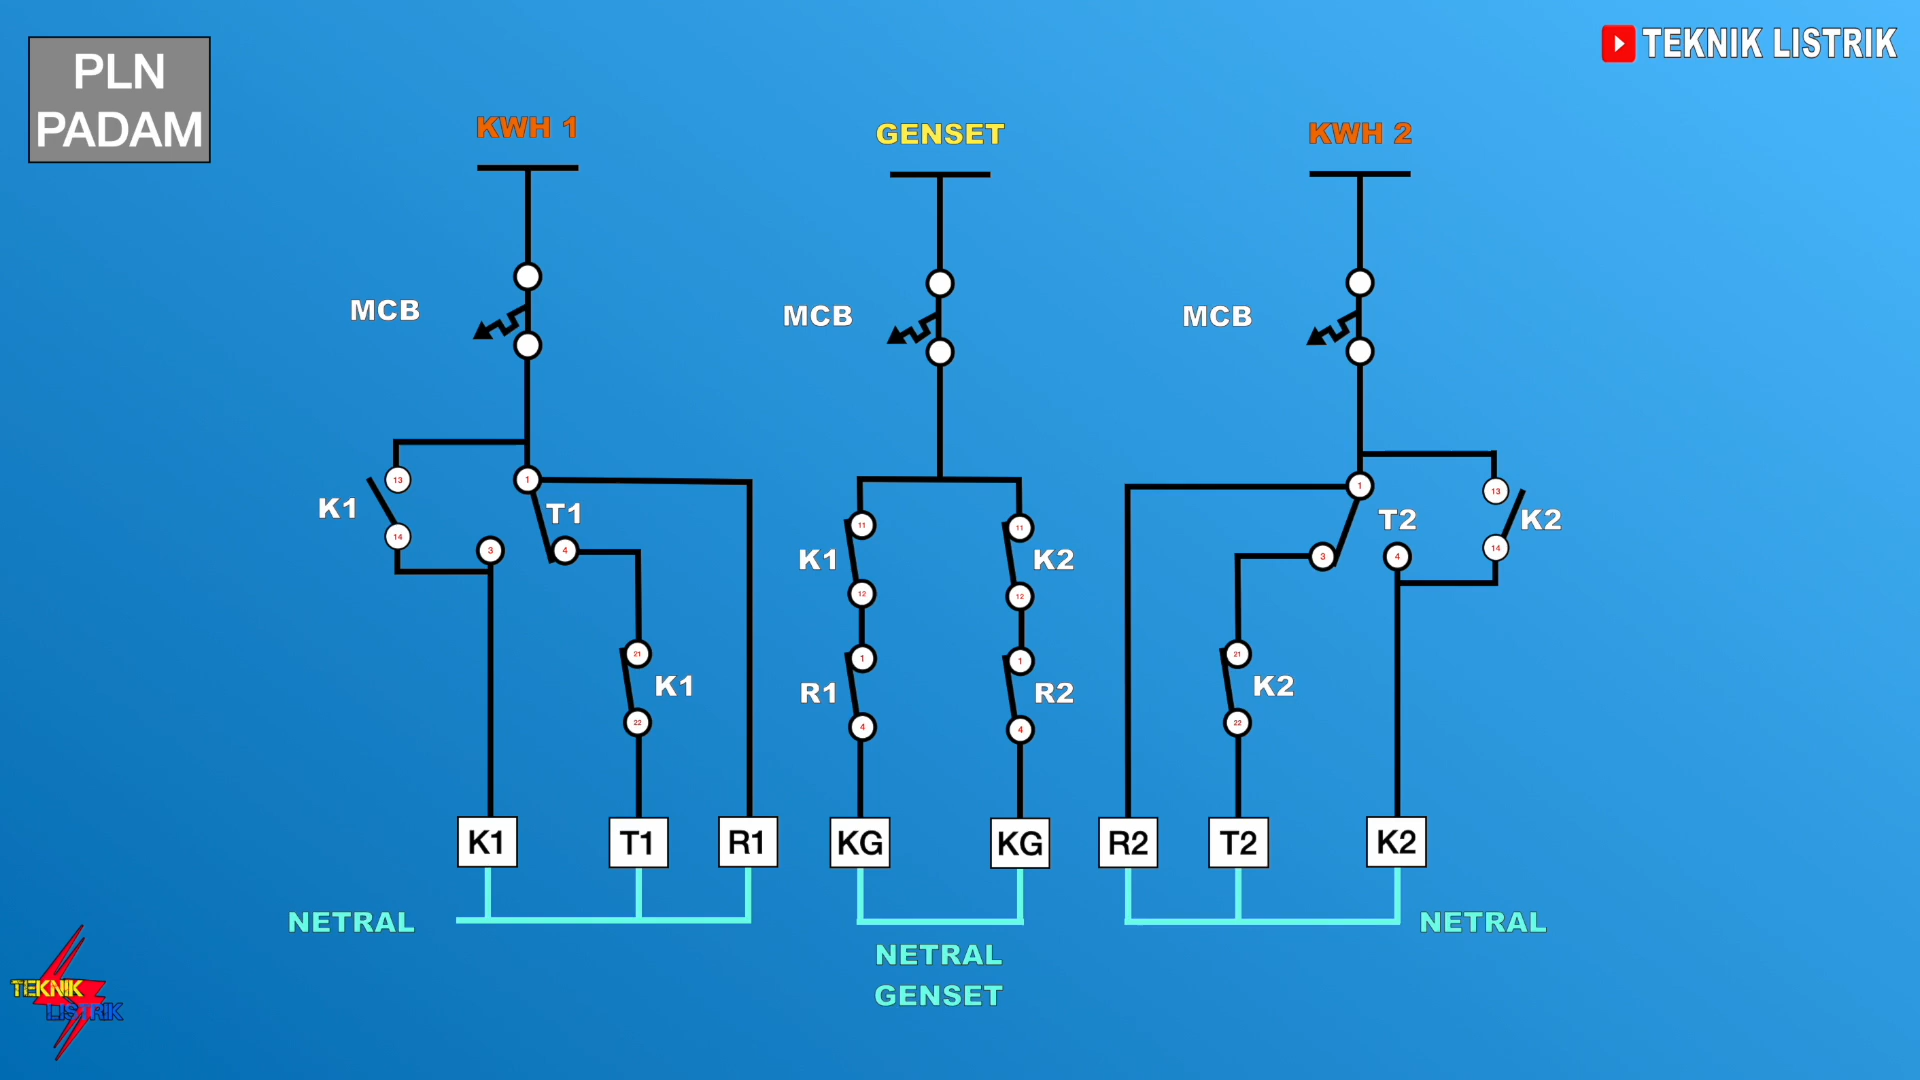 PLN
PADAM
TEKNIK LISTRIK
KWH 1
GENSET
KWH 2
MCB
MCB
MCB
13
1
1
13
K1
T1
T2
K2
14
3
4
11
11
3
4
14
K1
K2
12
12
21
1
1
21
K1
R1
R2
K2
22
4
4
22
K1
T1
R1
KG
KG
R2
T2
K2
NETRAL
NETRAL
NETRAL
GENSET
TEKNIK
LISTRIK